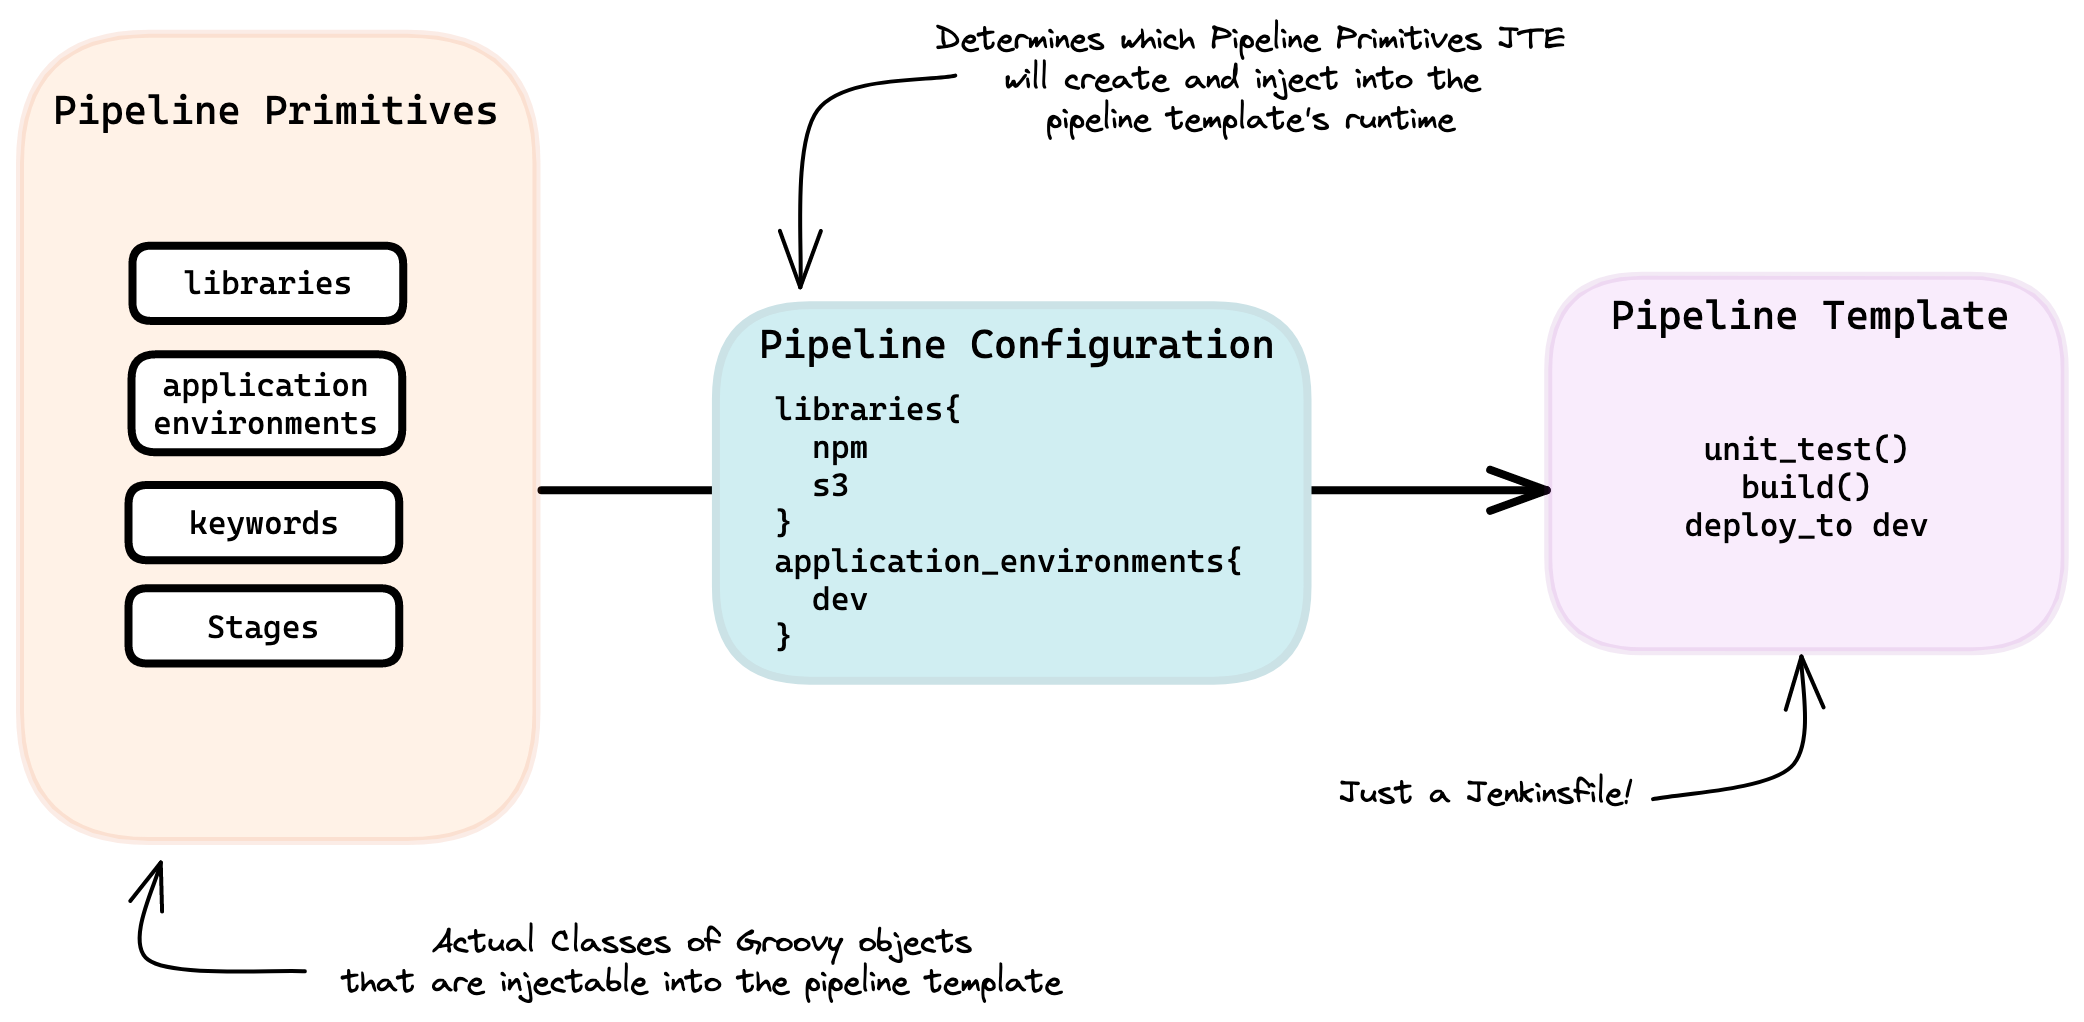 Determines which Pipeline Primitives JTE
will create and inject into the
pipeline template's runtime
Pipeline Primitives
libraries
application
environments
keywords
Stages
Pipeline Configuration
libraries{
  npm
  s3
}
application_environments{
  dev
}
Pipeline Template
unit_test()
build()
deploy_to dev
Just a Jenkinsfile!
Actual Classes of Groovy objects
that are injectable into the pipeline template